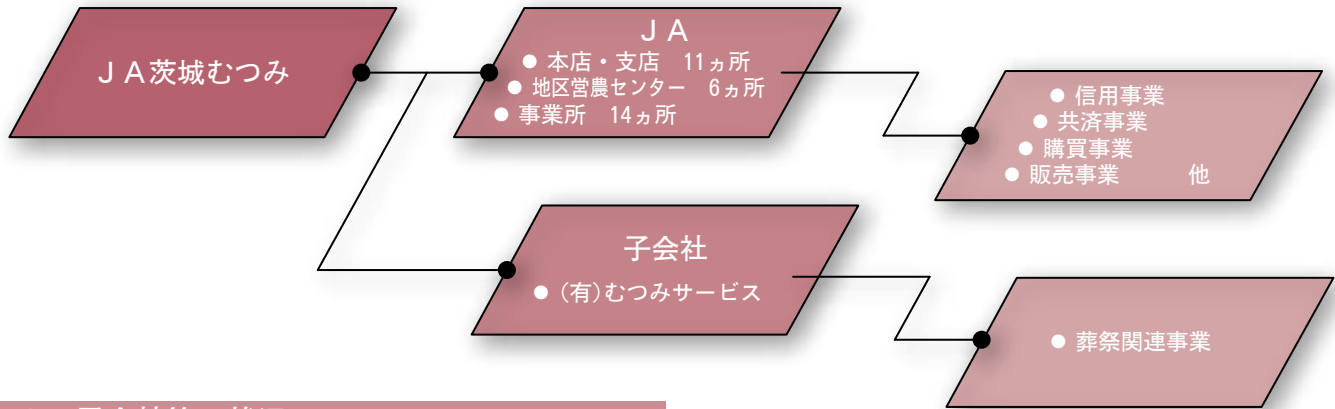 ＪＡ茨城むつみ
ＪＡ
● 本店・支店　11ヵ所
● 地区営農センター　6ヵ所
● 事業所　14ヵ所
● 信用事業
● 共済事業
● 購買事業
● 販売事業　　　他
子会社
● (有)むつみサービス
● 葬祭関連事業